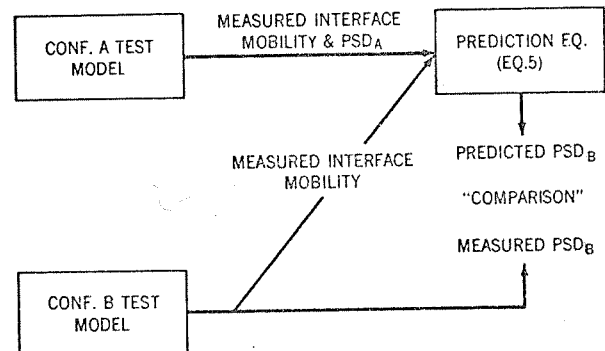 MEASURED INTERFACE
MOBILITY & PSDA
CONF. A TEST
MODEL
PREDICTION EQ.
(EQ.5)
MEASURED INTERFACE
MOBILITY
PREDICTED PSDB
"COMPARISON"
MEASURED PSDB
CONF. B TEST
MODEL